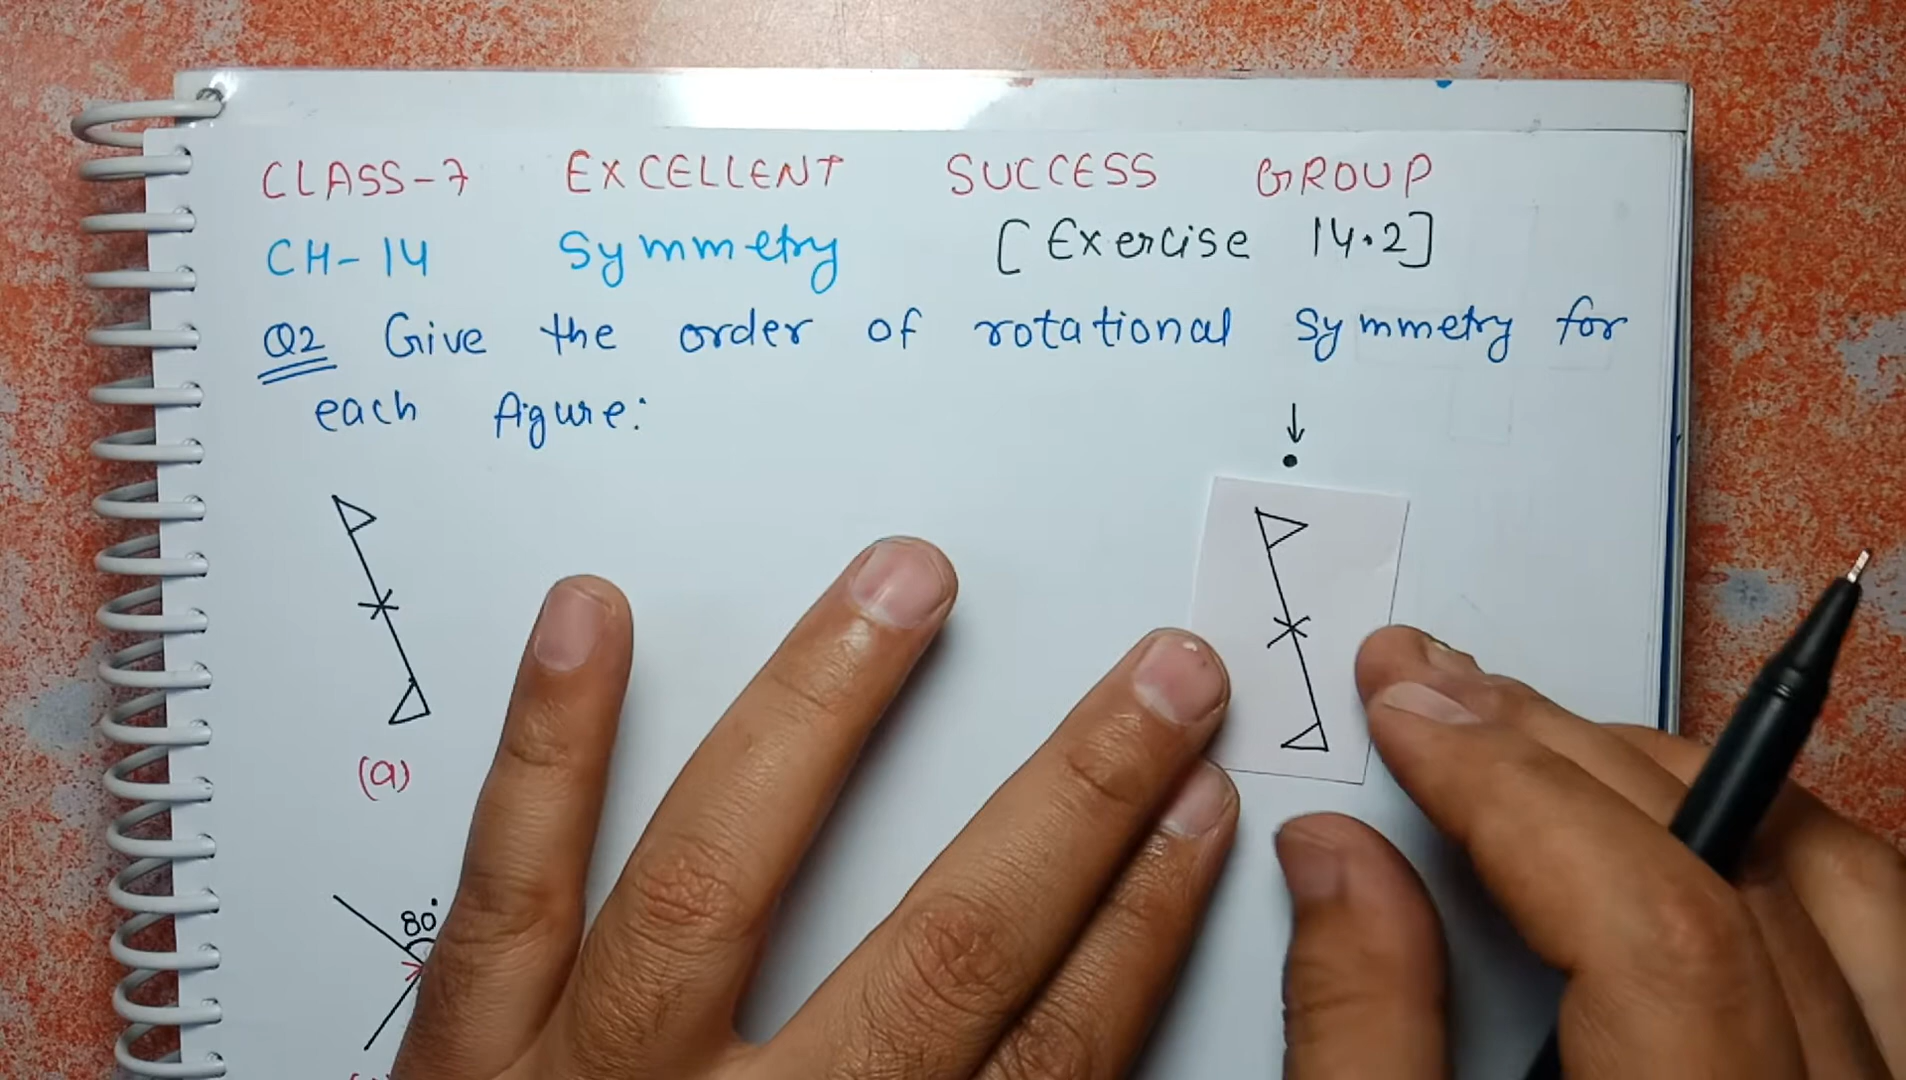 CLASS-7 EXCELLENT SUCCESS GROUP
CH-14 Symmetry [Exercise 14.2]
Q2 Give the order of rotational Symmetry for
each figure:
(a)
80°